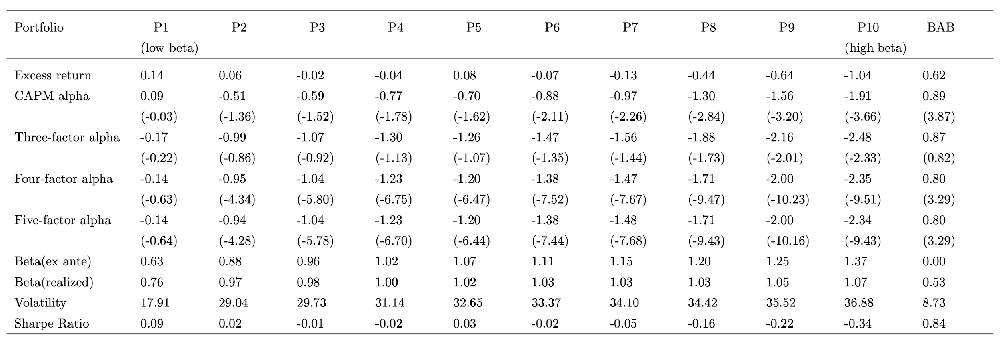 Portfolio P1 P2 P3 P4 P5 P6 P7 P8 P9 P10 BAB
(low beta) (high beta)
Excess return 0.14 0.06 -0.02 -0.04 0.08 -0.07 -0.13 -0.44 -0.64 -1.04 0.62
CAPM alpha 0.09 -0.51 -0.59 -0.77 -0.70 -0.88 -0.97 -1.30 -1.56 -1.91 0.89
(-0.03) (-1.36) (-1.52) (-1.78) (-1.62) (-2.11) (-2.26) (-2.84) (-3.20) (-3.66) (3.87)
Three-factor alpha -0.17 -0.99 -1.07 -1.30 -1.26 -1.47 -1.56 -1.88 -2.16 -2.48 0.87
(-0.22) (-0.86) (-0.92) (-1.13) (-1.07) (-1.35) (-1.44) (-1.73) (-2.01) (-2.33) (0.82)
Four-factor alpha -0.14 -0.95 -1.04 -1.23 -1.20 -1.38 -1.47 -1.71 -2.00 -2.35 0.80
(-0.63) (-4.34) (-5.80) (-6.75) (-6.47) (-7.52) (-7.67) (-9.47) (-10.23) (-9.51) (3.29)
Five-factor alpha -0.14 -0.94 -1.04 -1.23 -1.20 -1.38 -1.48 -1.71 -2.00 -2.34 0.80
(-0.64) (-4.28) (-5.78) (-6.70) (-6.44) (-7.44) (-7.68) (-9.43) (-10.16) (-9.43) (3.29)
Beta(ex ante) 0.63 0.88 0.96 1.02 1.07 1.11 1.15 1.20 1.25 1.37 0.00
Beta(realized) 0.76 0.97 0.98 1.00 1.02 1.03 1.03 1.03 1.05 1.07 0.53
Volatility 17.91 29.04 29.73 31.14 32.65 33.37 34.10 34.42 35.52 36.88 8.73
Sharpe Ratio 0.09 0.02 -0.01 -0.02 0.03 -0.02 -0.05 -0.16 -0.22 -0.34 0.84